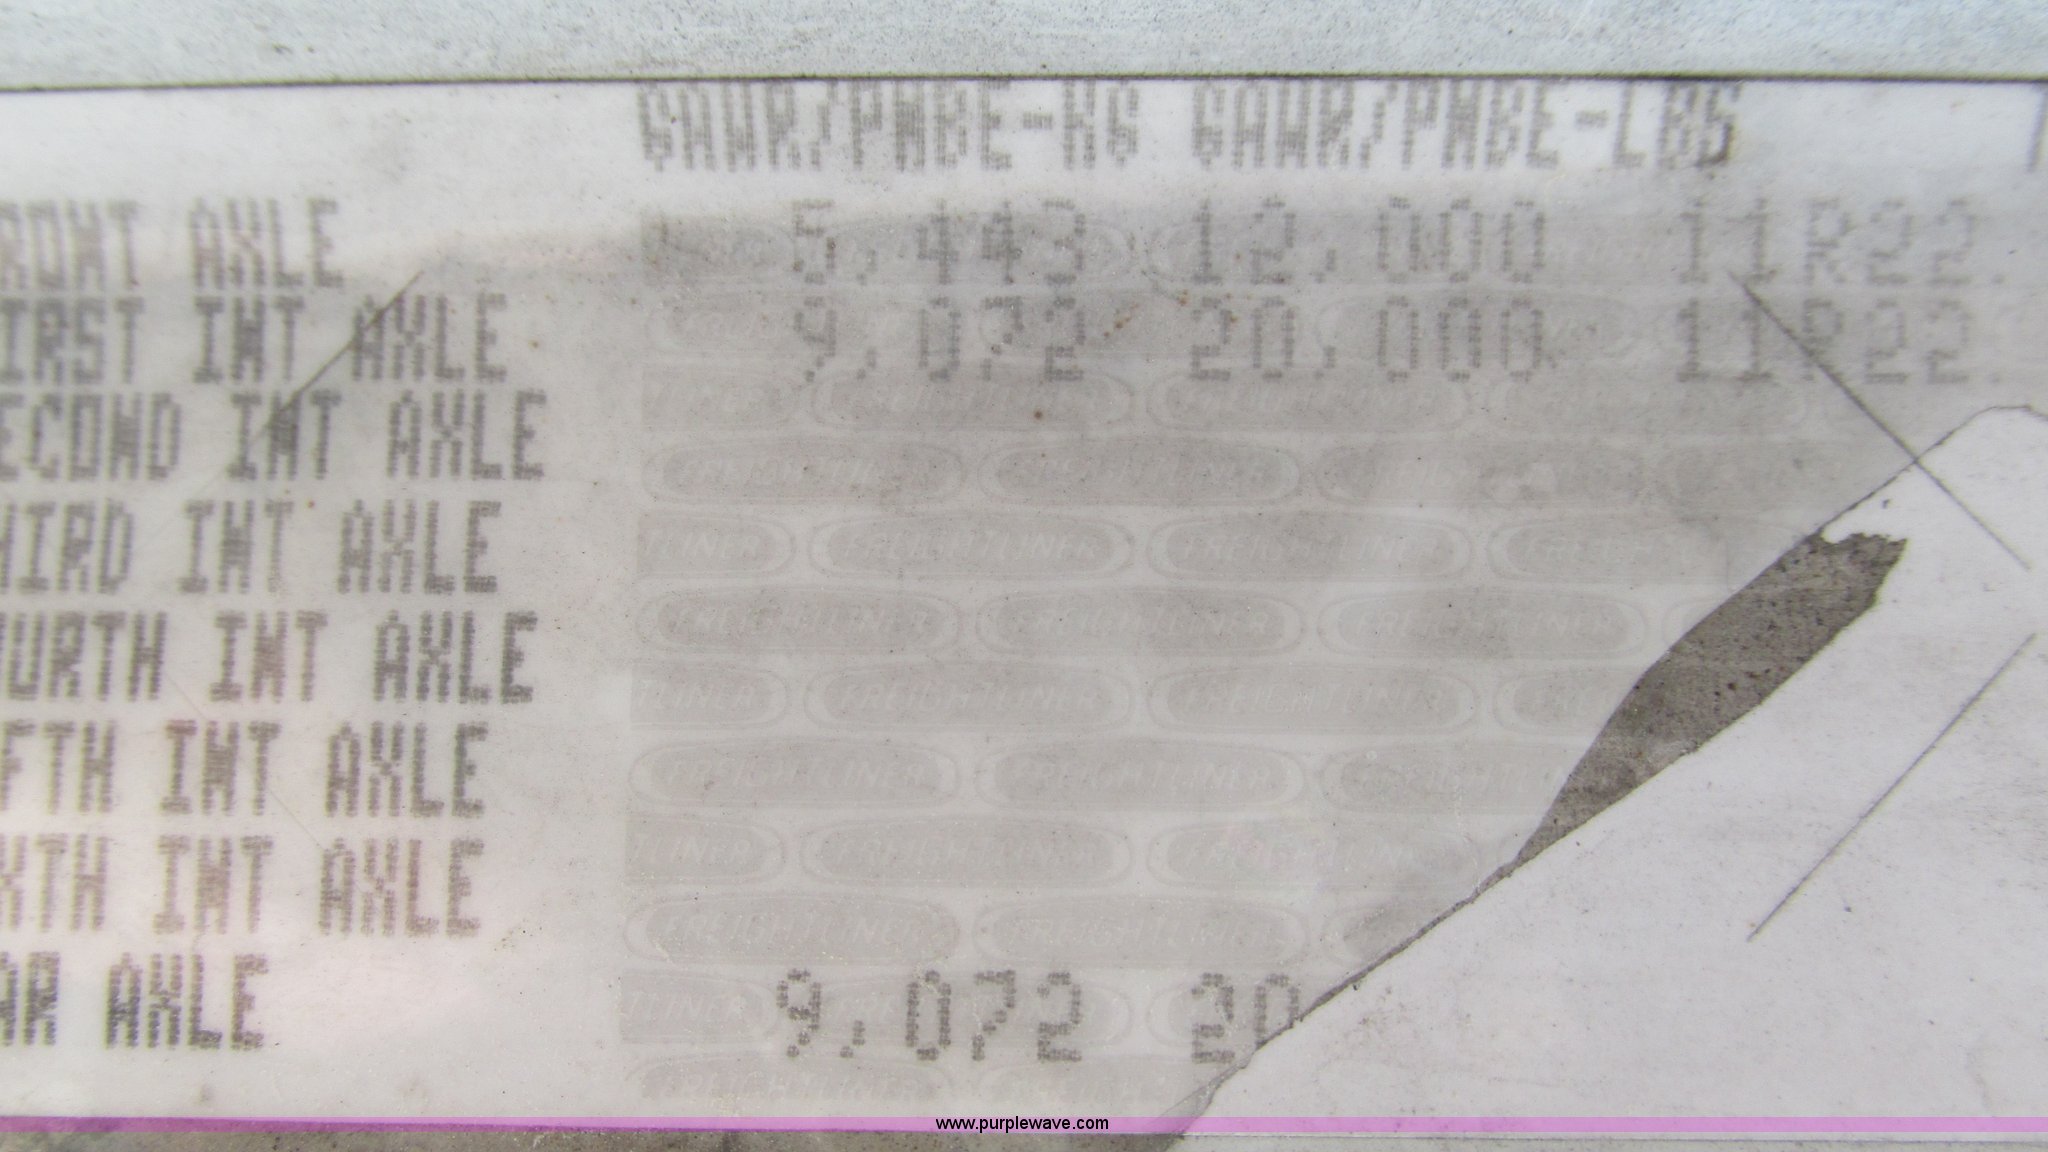 GAWR/PNBE-KG GAWR/PNBE-LBS
RONT AXLE 5,443 12,000 11R22
IRST INT AXLE 9,072 20,000 11R22
ECOND INT AXLE
HIRD INT AXLE
OURTH INT AXLE
FTH INT AXLE
XTH INT AXLE
AR AXLE 9,072 20
FREIGHTLINER
www.purplewave.com